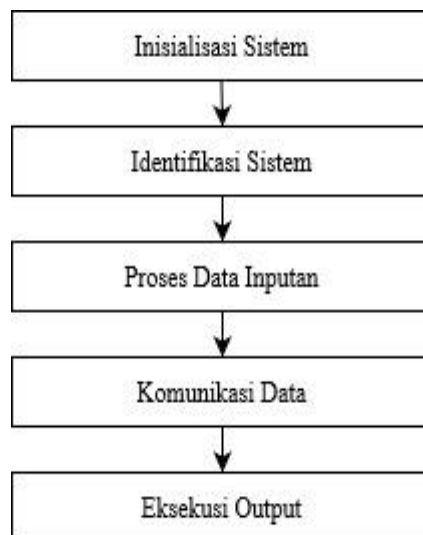 Inisialisasi Sistem
Identifikasi Sistem
Proses Data Inputan
Komunikasi Data
Eksekusi Output